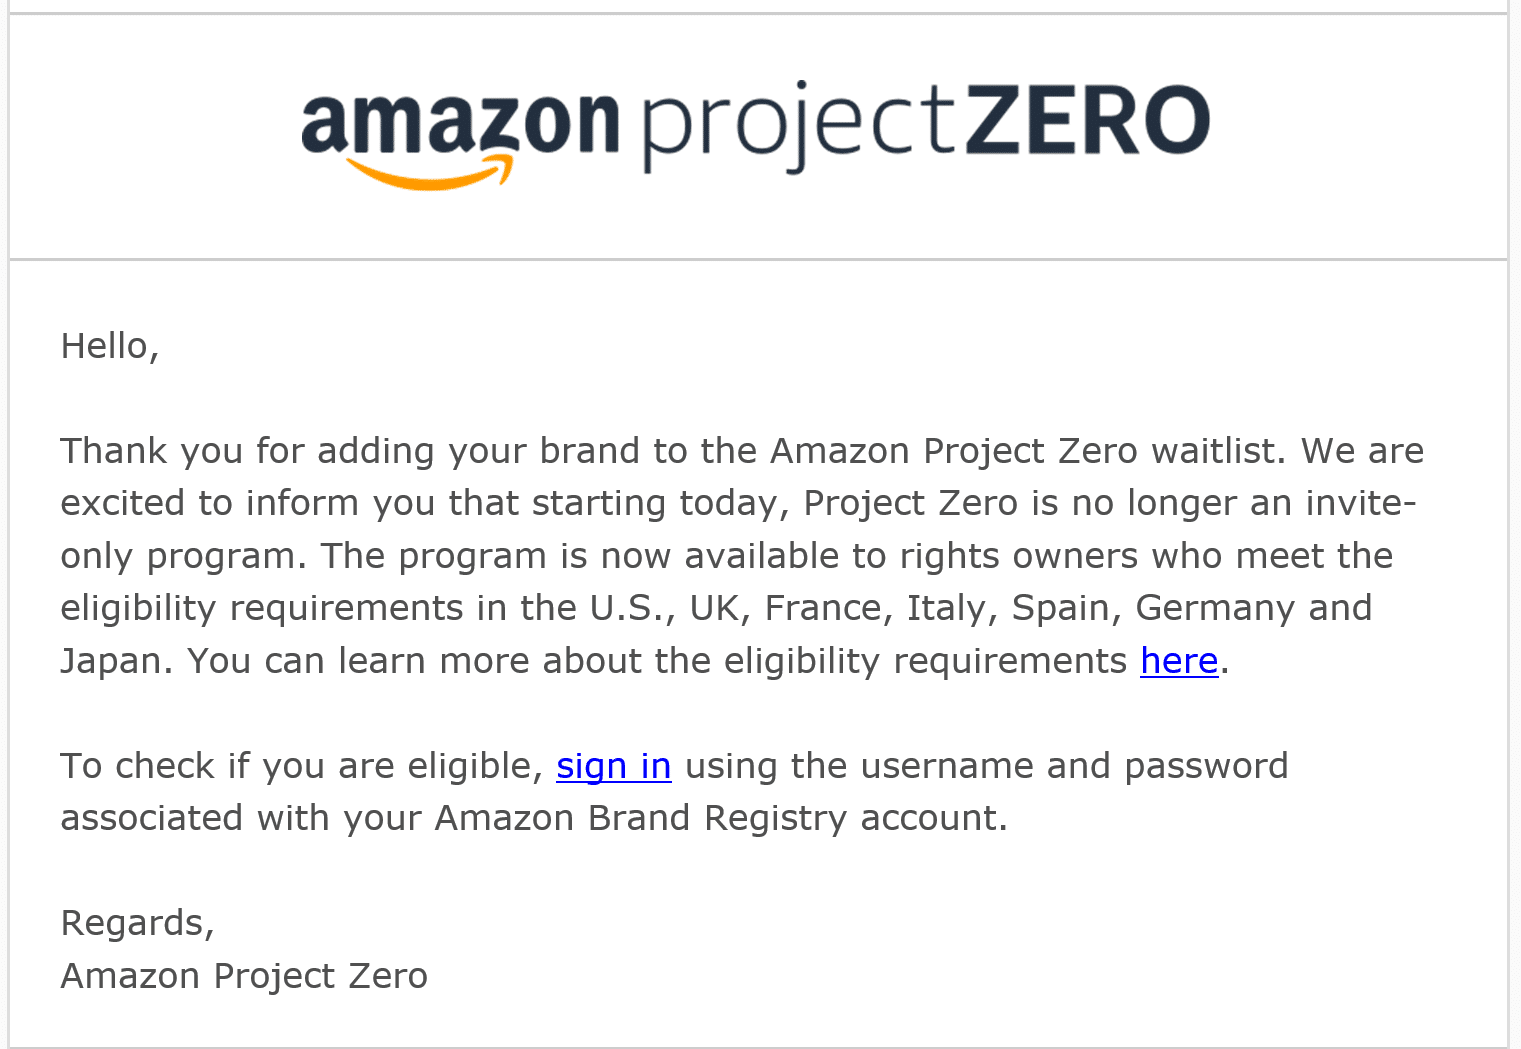 amazon projectZERO
Hello,
Thank you for adding your brand to the Amazon Project Zero waitlist. We are
excited to inform you that starting today, Project Zero is no longer an invite-
only program. The program is now available to rights owners who meet the
eligibility requirements in the U.S., UK, France, Italy, Spain, Germany and
Japan. You can learn more about the eligibility requirements here.
To check if you are eligible, sign in using the username and password
associated with your Amazon Brand Registry account.
Regards,
Amazon Project Zero